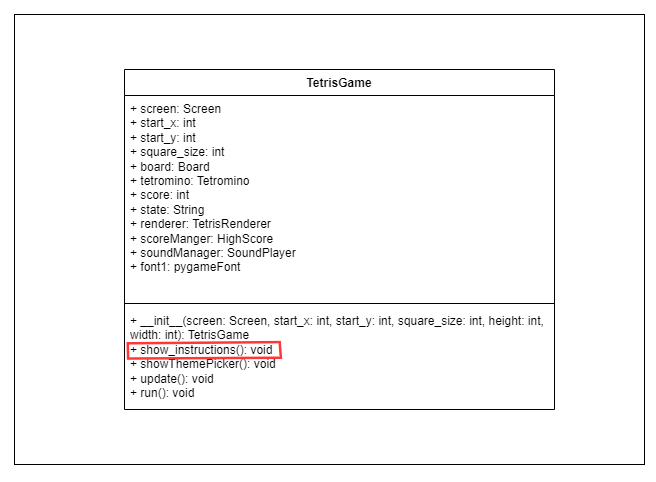 TetrisGame
+ screen: Screen
+ start_x: int
+ start_y: int
+ square_size: int
+ board: Board
+ tetromino: Tetromino
+ score: int
+ state: String
+ renderer: TetrisRenderer
+ scoreManger: HighScore
+ soundManager: SoundPlayer
+ font1: pygameFont
+ __init__(screen: Screen, start_x: int, start_y: int, square_size: int, height: int,
width: int): TetrisGame
+ show_instructions(): void
+ showThemePicker(): void
+ update(): void
+ run(): void